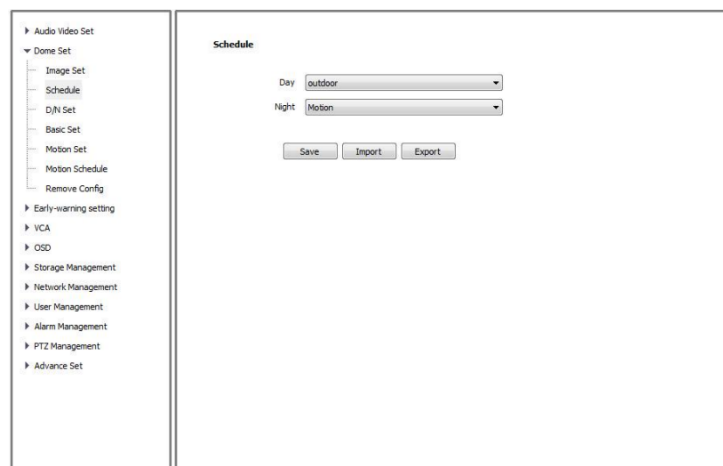 Audio Video Set
Dome Set
Image Set
Schedule
D/N Set
Basic Set
Motion Set
Motion Schedule
Remove Config
Early-warning setting
VCA
OSD
Storage Management
Network Management
User Management
Alarm Management
PTZ Management
Advance Set
Schedule
Day outdoor
Night Motion
Save Import Export